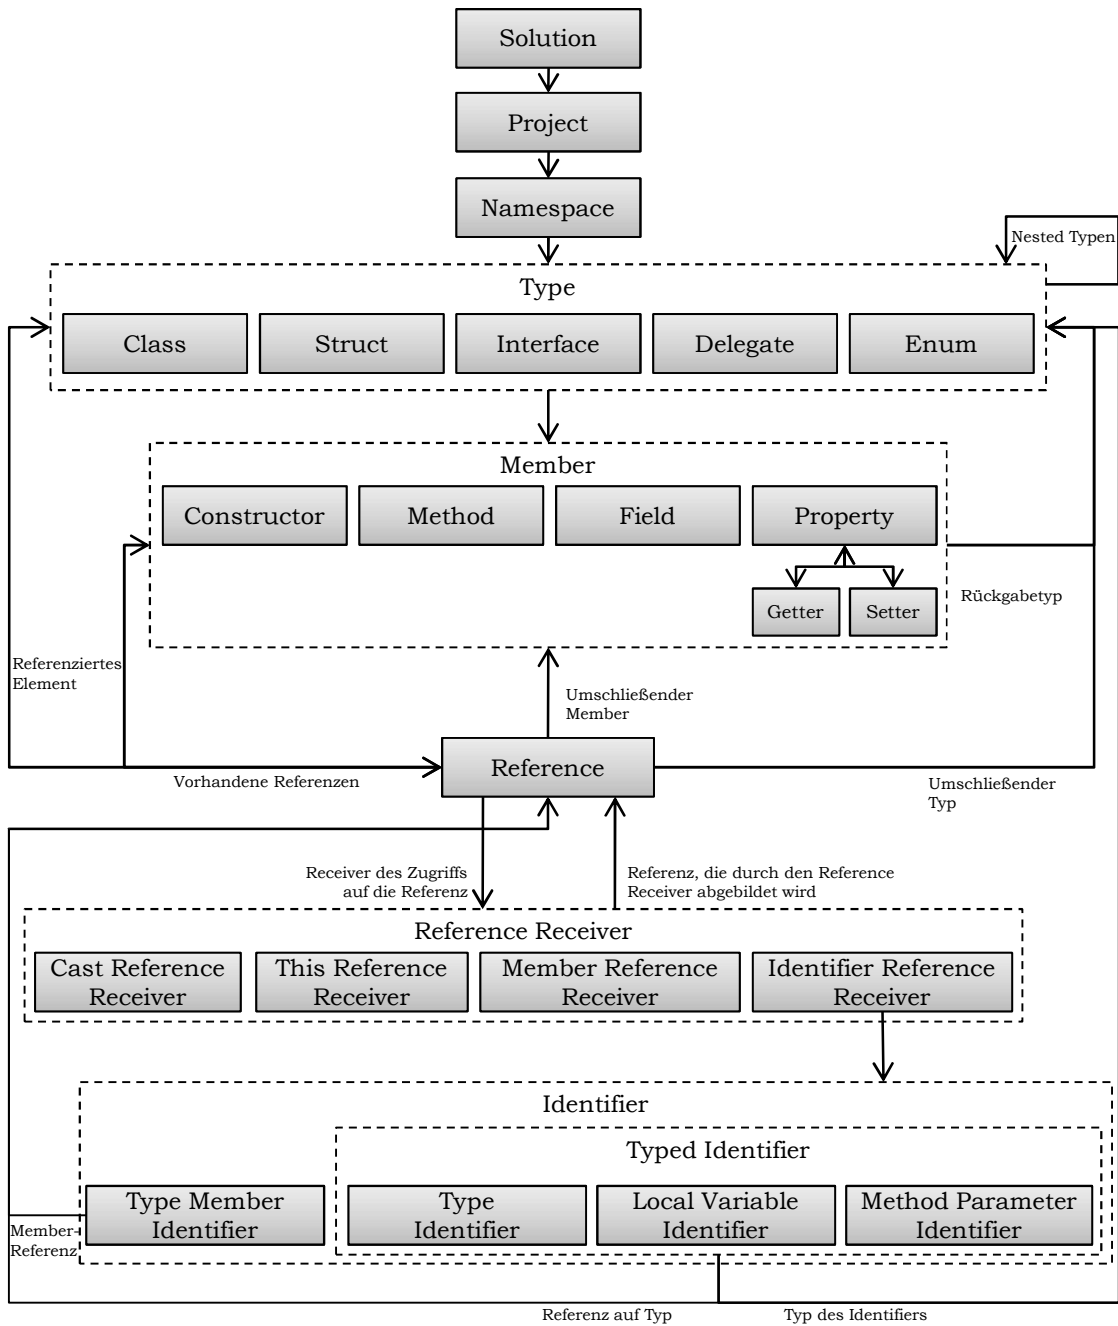 Solution
Project
Namespace
Nested Typen
Type
Class
Struct
Interface
Delegate
Enum
Member
Constructor
Method
Field
Property
Getter
Setter
Rückgabetyp
Referenziertes
Element
Umschließender
Member
Reference
Vorhandene Referenzen
Umschließender
Typ
Receiver des Zugriffs
auf die Referenz
Referenz, die durch den Reference
Receiver abgebildet wird
Reference Receiver
Cast Reference
Receiver
This Reference
Receiver
Member Reference
Receiver
Identifier Reference
Receiver
Identifier
Typed Identifier
Type Member
Identifier
Type
Identifier
Local Variable
Identifier
Method Parameter
Identifier
Member-
Referenz
Referenz auf Typ
Typ des Identifiers